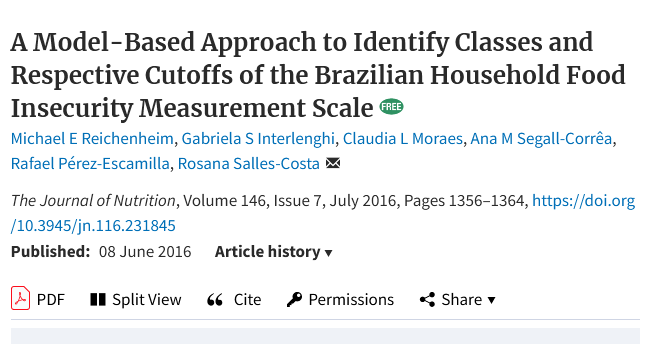 A Model-Based Approach to Identify Classes and
Respective Cutoffs of the Brazilian Household Food
Insecurity Measurement Scale FREE
Michael E Reichenheim, Gabriela S Interlenghi, Claudia L Moraes, Ana M Segall-Corrêa,
Rafael Pérez-Escamilla, Rosana Salles-Costa
The Journal of Nutrition, Volume 146, Issue 7, July 2016, Pages 1356–1364, https://doi.org
/10.3945/jn.116.231845
Published: 08 June 2016 Article history
PDF Split View Cite Permissions Share